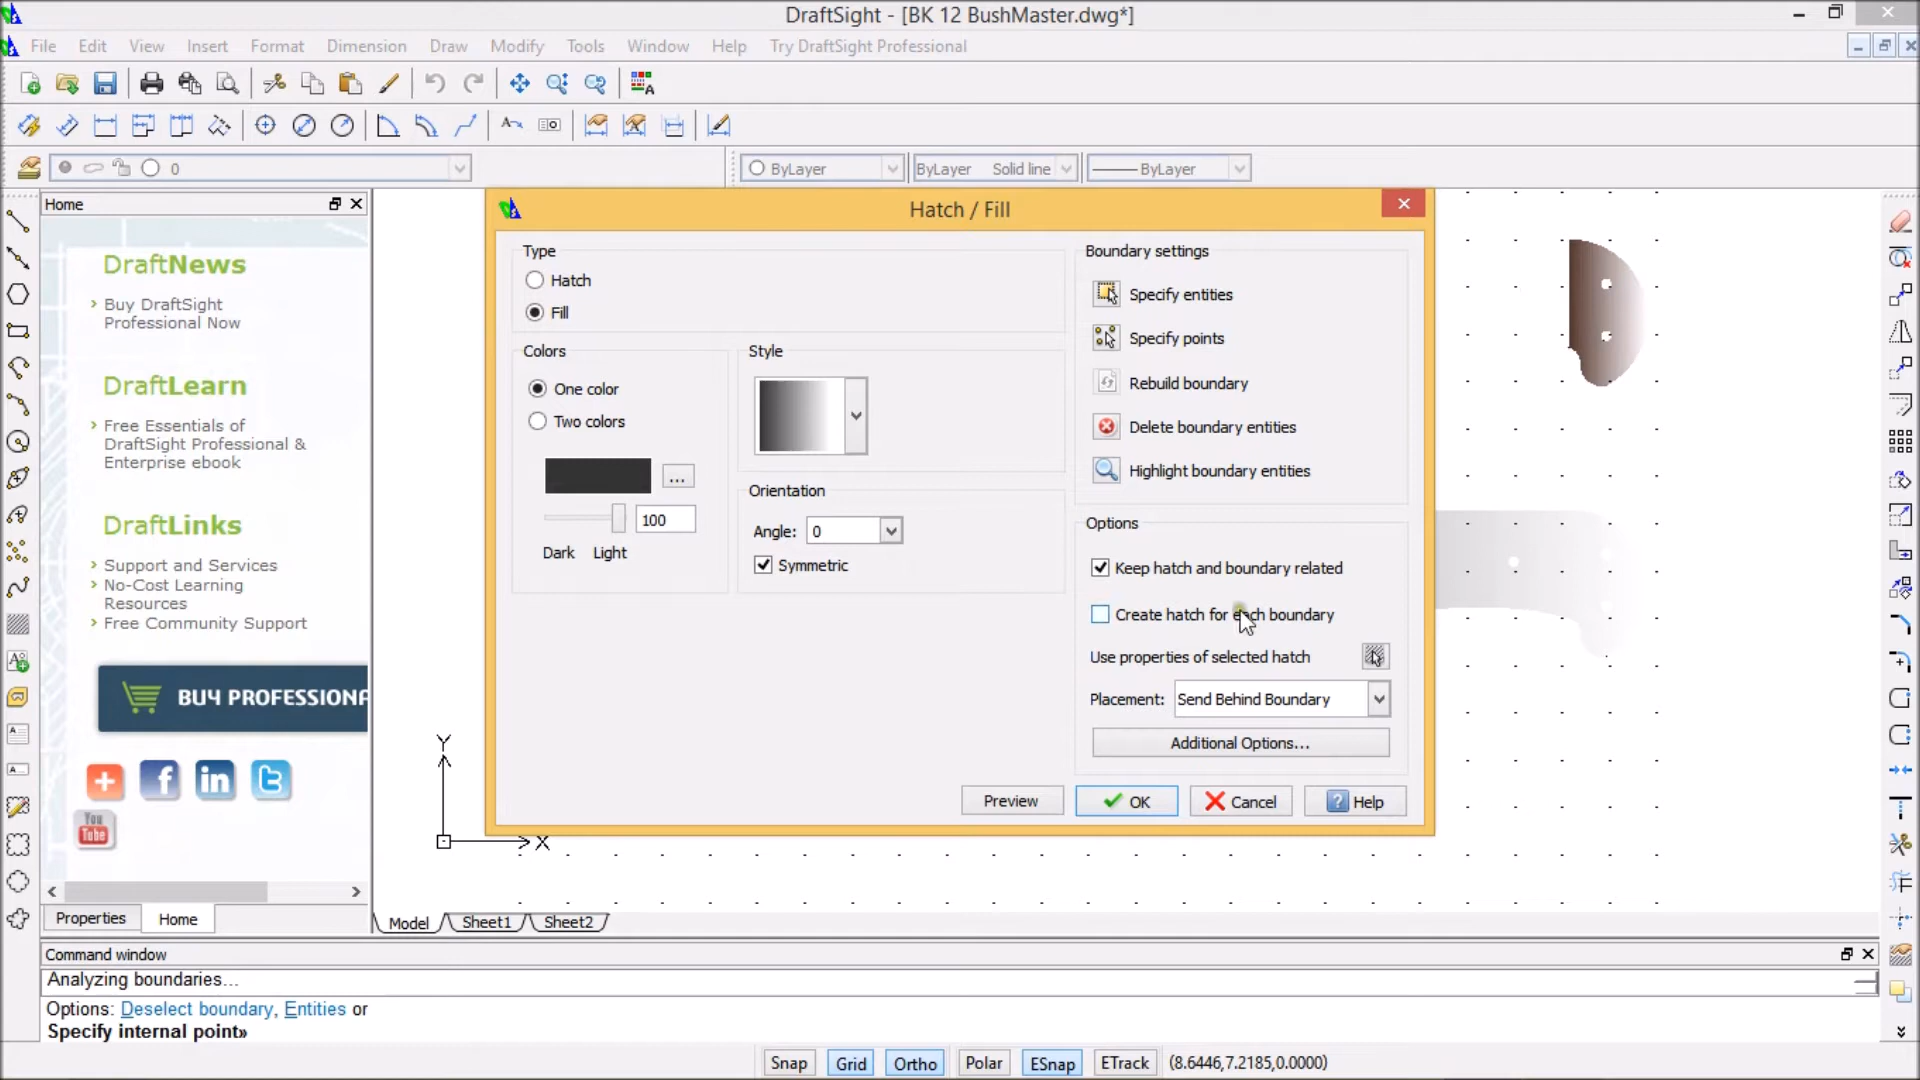 DraftSight - [BK 12 BushMaster.dwg*]
File Edit View Insert Format Dimension Draw Modify Tools Window Help Try DraftSight Professional
0
ByLayer
ByLayer Solid line
ByLayer
Home
DraftNews
Buy DraftSight
Professional Now
DraftLearn
Free Essentials of
DraftSight Professional &
Enterprise ebook
DraftLinks
Support and Services
No-Cost Learning
Resources
Free Community Support
BUY PROFESSIONA
You
Tube
Properties Home
Hatch / Fill
Type
Hatch
Fill
Colors
One color
Two colors
...
100
Dark Light
Style
Orientation
Angle: 0
Symmetric
Boundary settings
Specify entities
Specify points
Rebuild boundary
Delete boundary entities
Highlight boundary entities
Options
Keep hatch and boundary related
Create hatch for each boundary
Use properties of selected hatch
Placement: Send Behind Boundary
Additional Options...
Preview OK Cancel Help
Y
X
Model Sheet1 Sheet2
Command window
Analyzing boundaries...
Options: Deselect boundary, Entities or
Specify internal point»
Snap Grid Ortho Polar ESnap ETrack (8.6446,7.2185,0.0000)